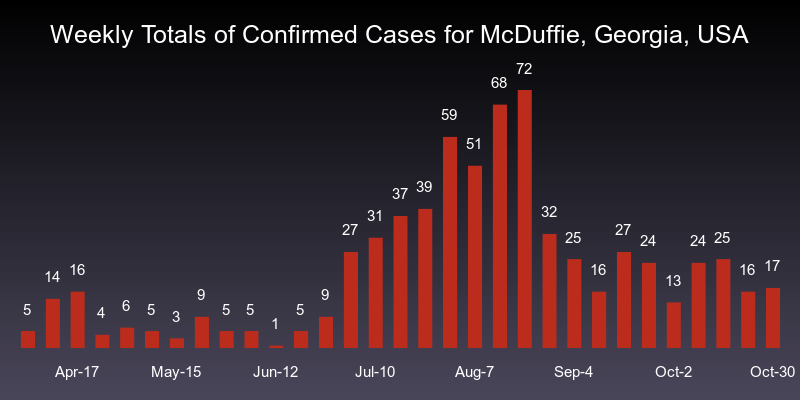 Weekly Totals of Confirmed Cases for McDuffie, Georgia, USA
5 14 16 4 6 5 3 9 5 5 1 5 9 27 31 37 39 59 51 68 72 32 25 16 27 24 13 24 25 16 17
Apr-17 May-15 Jun-12 Jul-10 Aug-7 Sep-4 Oct-2 Oct-30